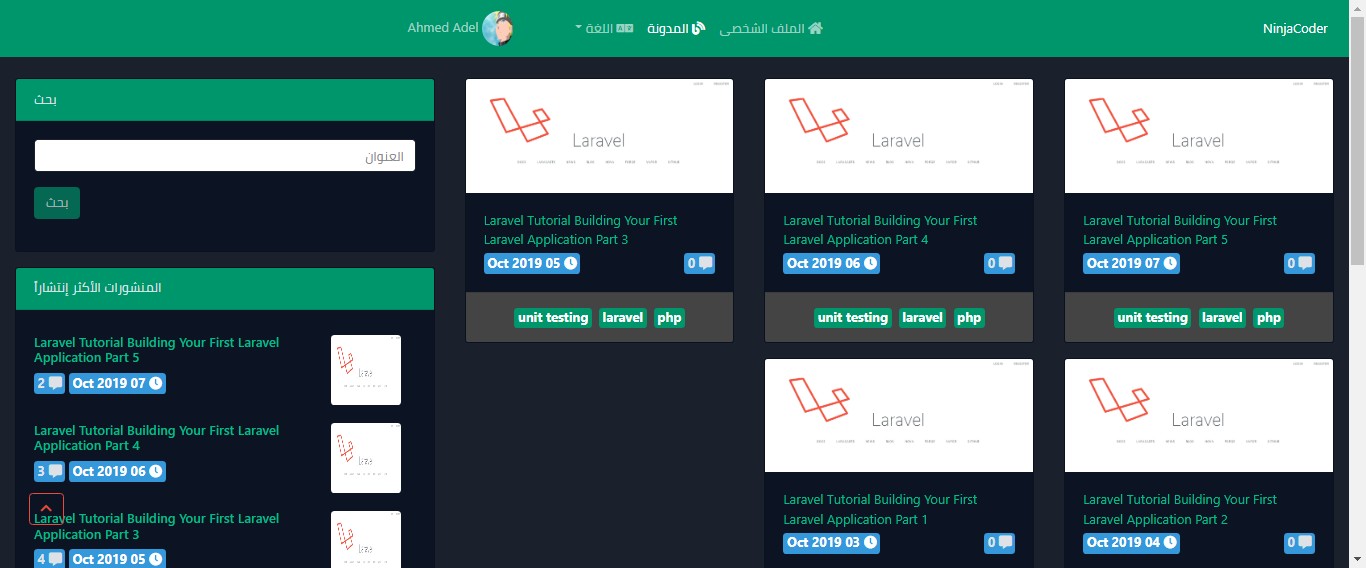 NinjaCoder
الملف الشخصى
المدونة
اللغة
Ahmed Adel
Laravel
Laravel Tutorial Building Your First
Laravel Application Part 5
Oct 2019 07
0
unit testing laravel php
Laravel
Laravel Tutorial Building Your First
Laravel Application Part 4
Oct 2019 06
0
unit testing laravel php
Laravel
Laravel Tutorial Building Your First
Laravel Application Part 3
Oct 2019 05
0
unit testing laravel php
Laravel
Laravel Tutorial Building Your First
Laravel Application Part 2
Oct 2019 04
0
Laravel
Laravel Tutorial Building Your First
Laravel Application Part 1
Oct 2019 03
0
بحث
العنوان
بحث
المنشورات الأكثر إنتشاراً
Laravel Tutorial Building Your First Laravel
Application Part 5
2 Oct 2019 07
Laravel Tutorial Building Your First Laravel
Application Part 4
3 Oct 2019 06
Laravel Tutorial Building Your First Laravel
Application Part 3
4 Oct 2019 05